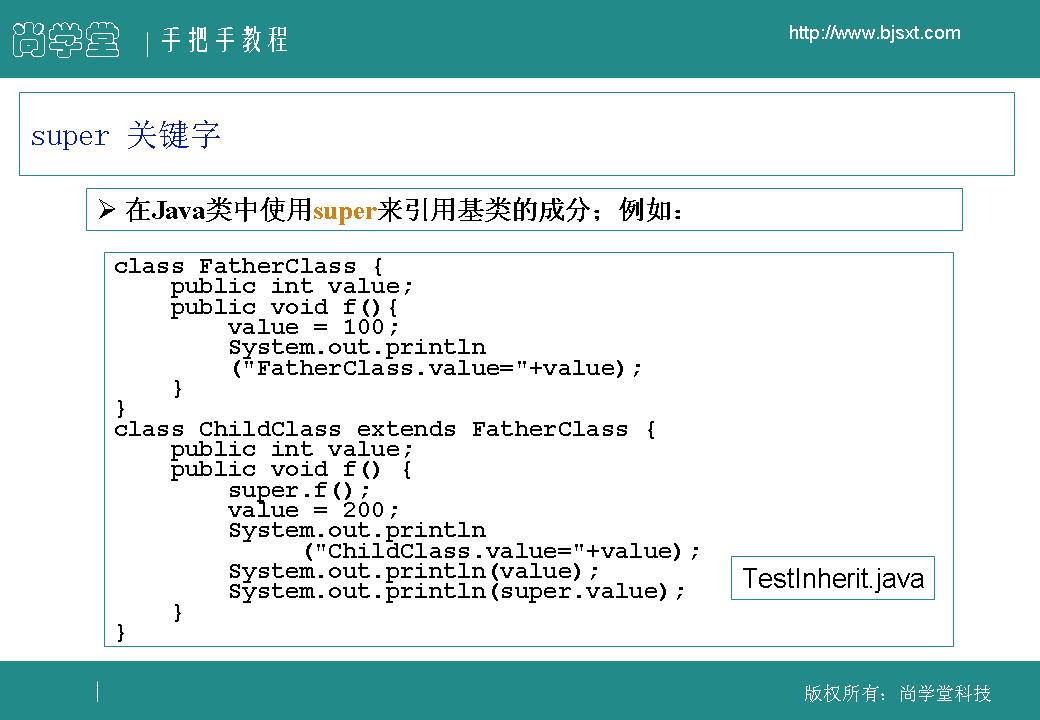 尚学堂 | 手把手教程
http://www.bjsxt.com
super 关键字
➢ 在Java类中使用super来引用基类的成分；例如：
class FatherClass {
    public int value;
    public void f(){
        value = 100;
        System.out.println
        ("FatherClass.value="+value);
    }
}
class ChildClass extends FatherClass {
    public int value;
    public void f() {
        super.f();
        value = 200;
        System.out.println
             ("ChildClass.value="+value);
        System.out.println(value);
        System.out.println(super.value);
    }
}
TestInherit.java
版权所有：尚学堂科技